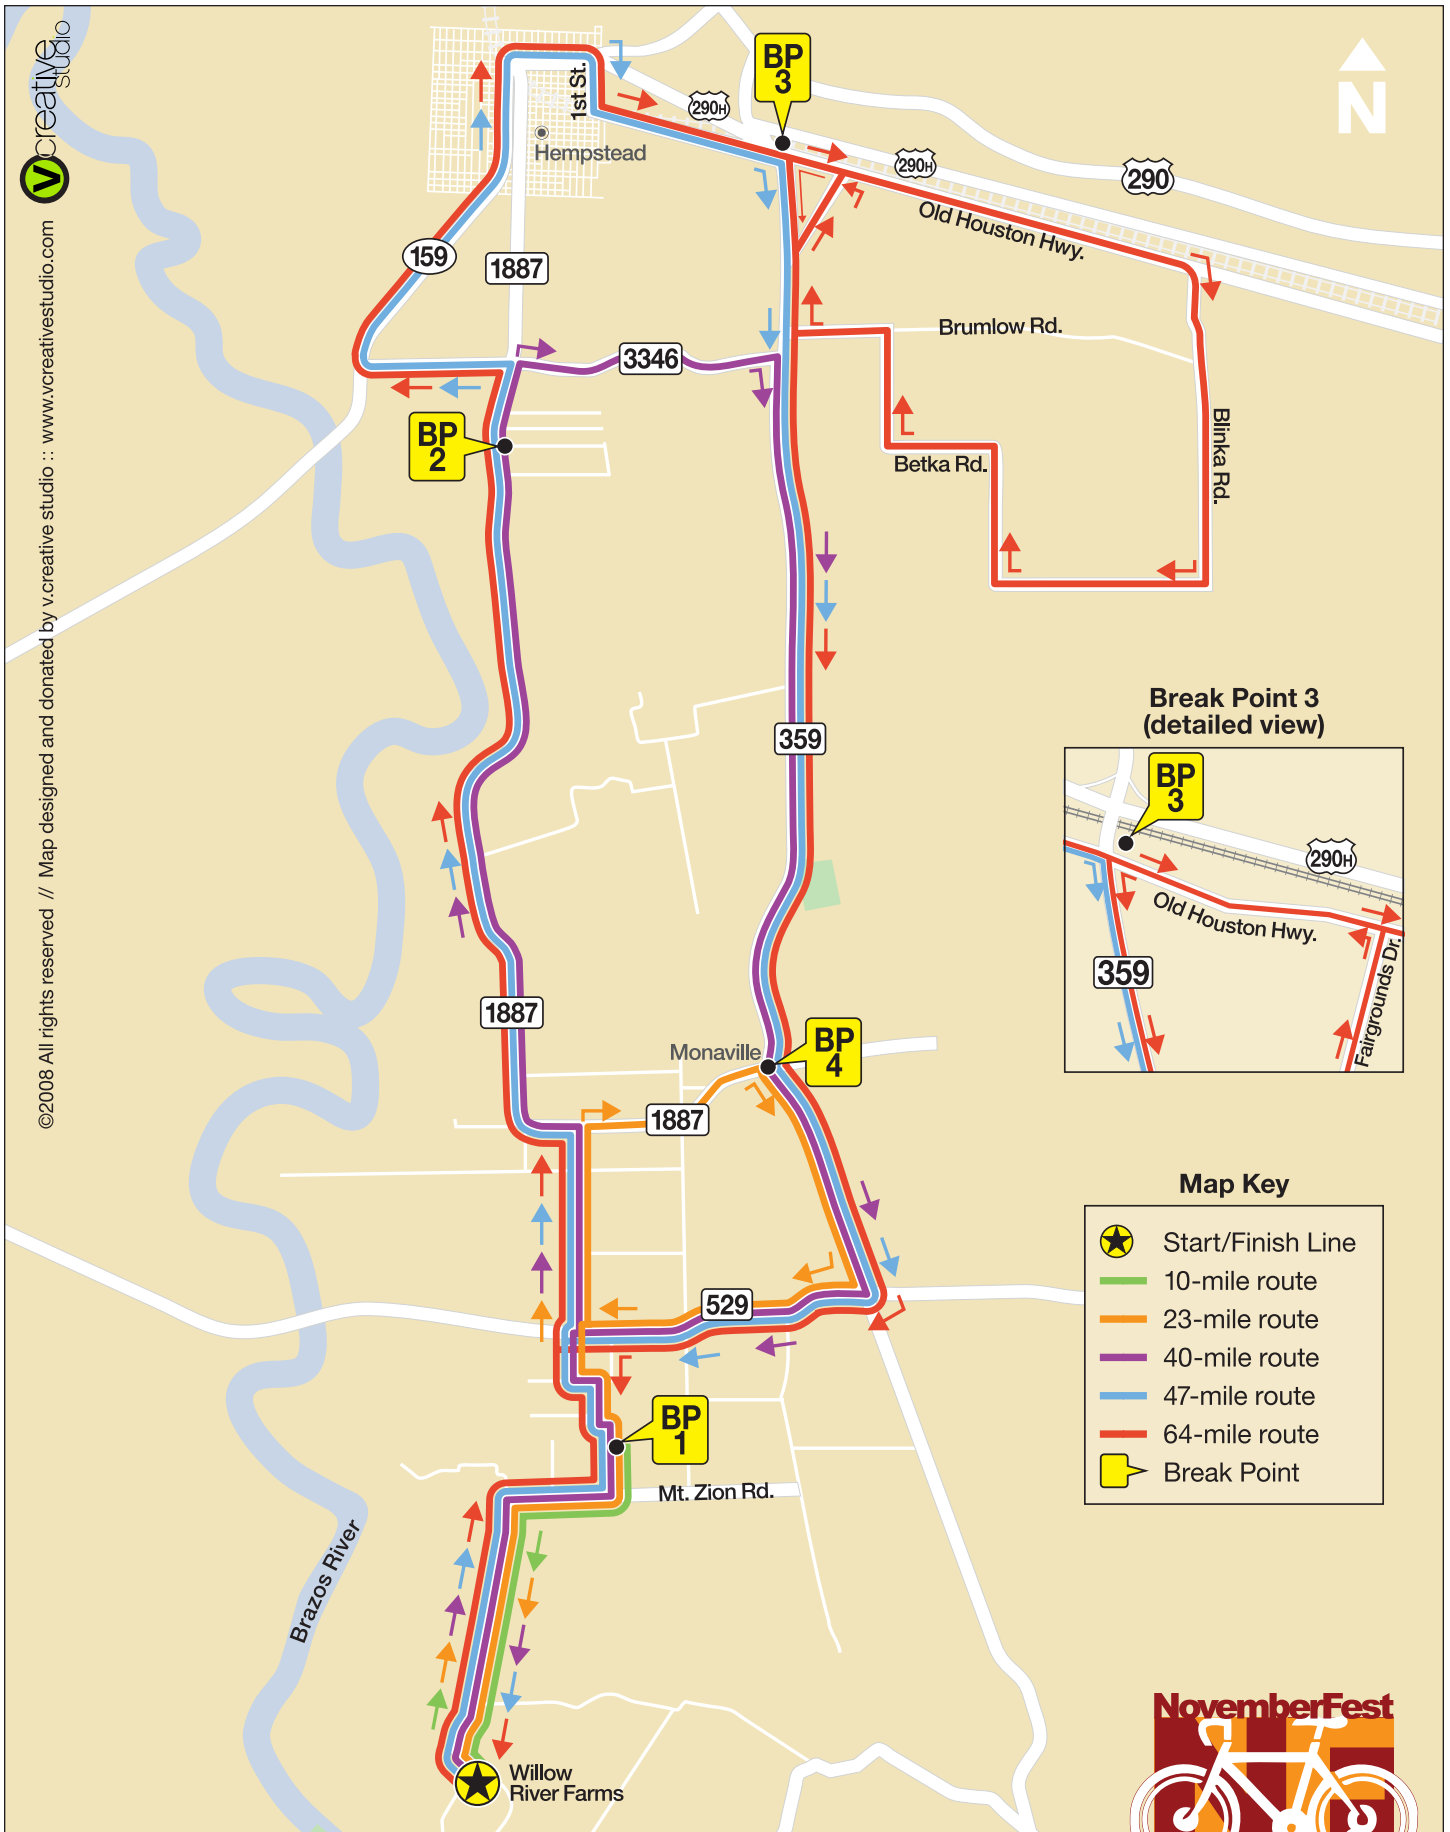 V
Creative
studio
©2008 All rights reserved // Map designed and donated by v.creative studio :: www.vcreativestudio.com
1st St.
Hempstead
BP
3
290H
290H
290
N
Old Houston Hwy.
159
1887
3346
Brumlow Rd.
BP
2
Betka Rd.
Blinka Rd.
359
Break Point 3
(detailed view)
BP
3
290H
Old Houston Hwy.
359
Fairgrounds Dr.
1887
Monaville
BP
4
1887
529
BP
1
Mt. Zion Rd.
Brazos River
Map Key
Start/Finish Line
10-mile route
23-mile route
40-mile route
47-mile route
64-mile route
Break Point
Willow
River Farms
NovemberFest